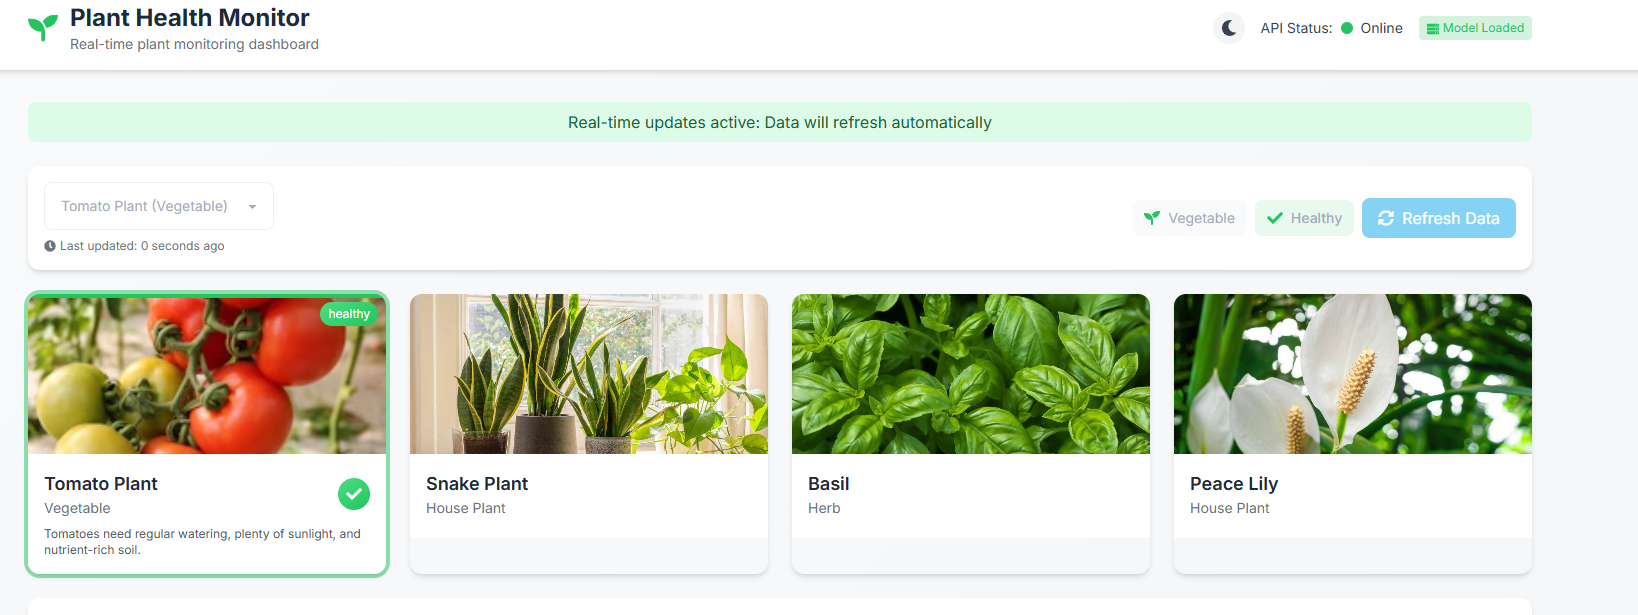 Plant Health Monitor
Real-time plant monitoring dashboard
API Status: Online
Model Loaded
Real-time updates active: Data will refresh automatically
Tomato Plant (Vegetable)
Last updated: 0 seconds ago
Vegetable
Healthy
Refresh Data
healthy
Tomato Plant
Vegetable
Tomatoes need regular watering, plenty of sunlight, and
nutrient-rich soil.
Snake Plant
House Plant
Basil
Herb
Peace Lily
House Plant